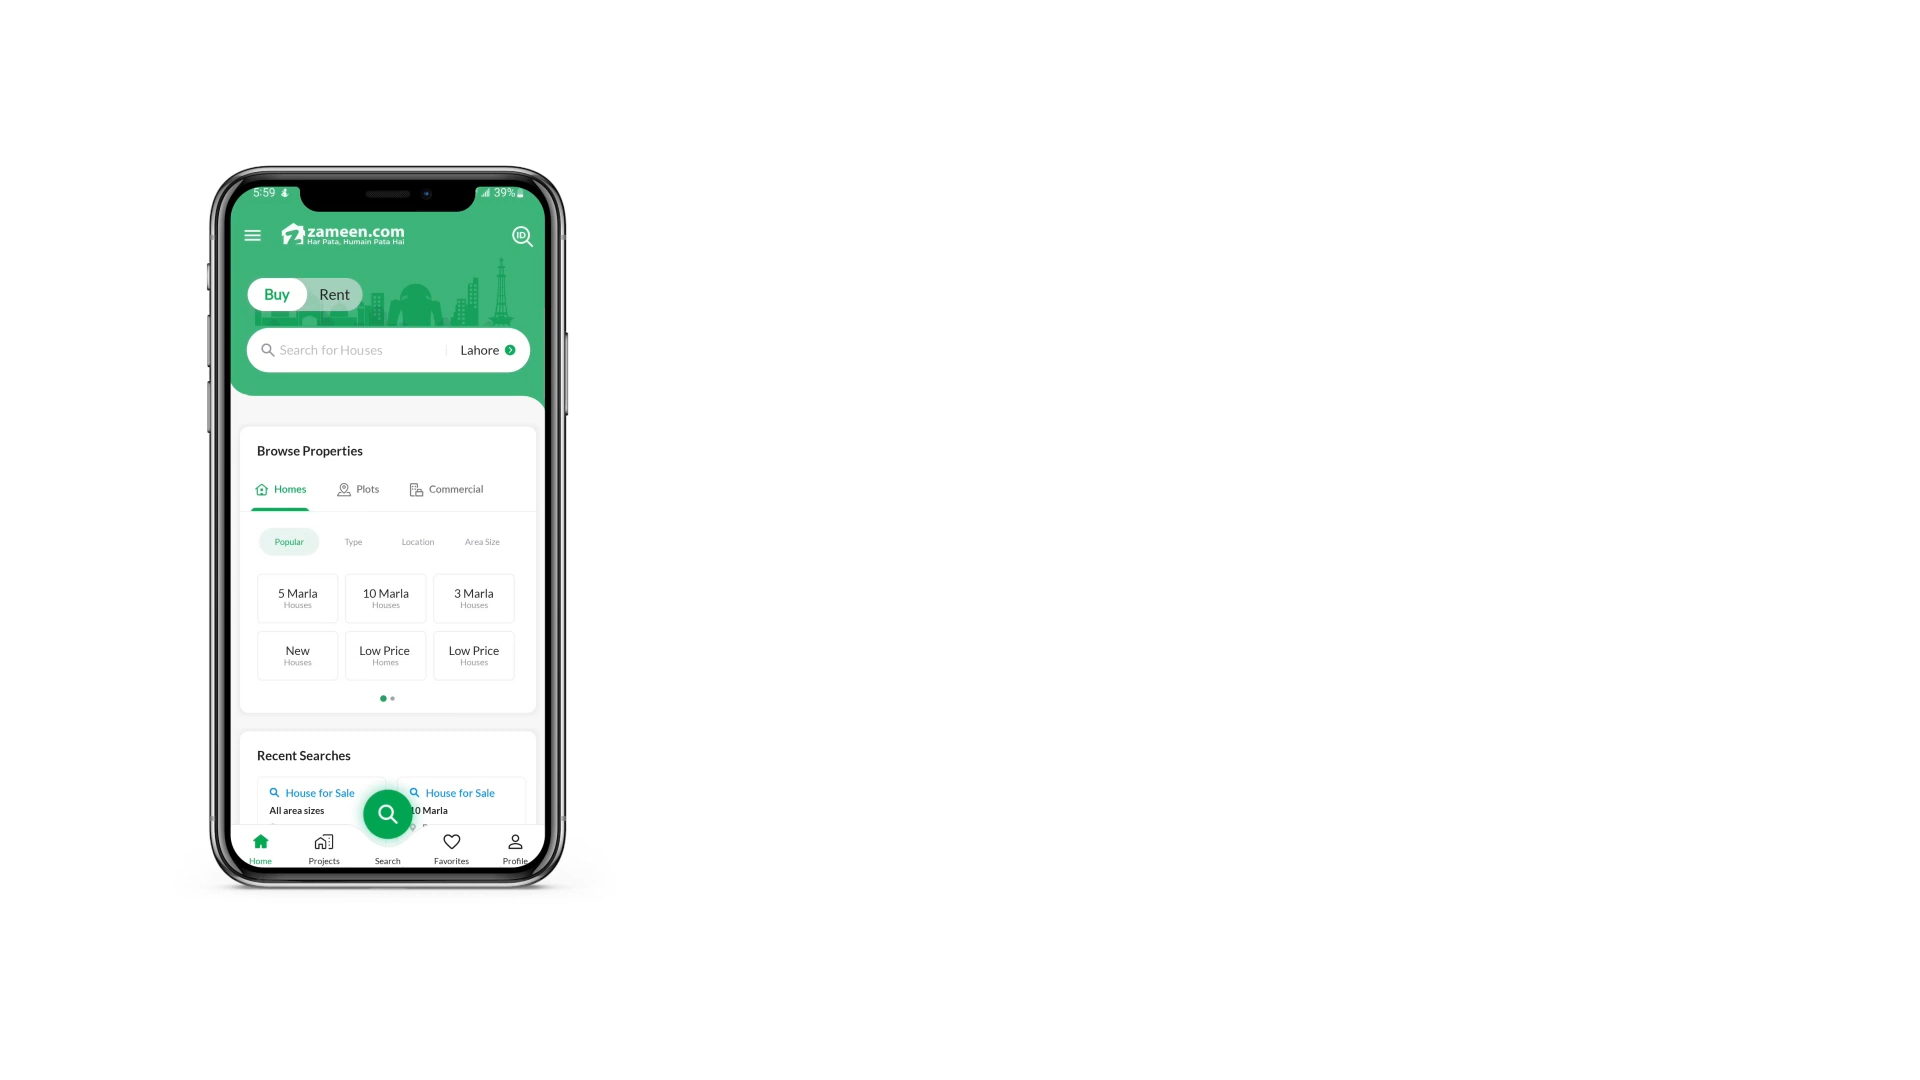 5:59
39%
zameen.com
Har Pata, Humain Pata Hai
ID
Buy Rent
Search for Houses Lahore
Browse Properties
Homes Plots Commercial
Popular Type Location Area Size
5 Marla 10 Marla 3 Marla
Houses Houses Houses
New Low Price Low Price
Houses Homes Houses
Recent Searches
House for Sale House for Sale
All area sizes 10 Marla
Home Projects Search Favorites Profile